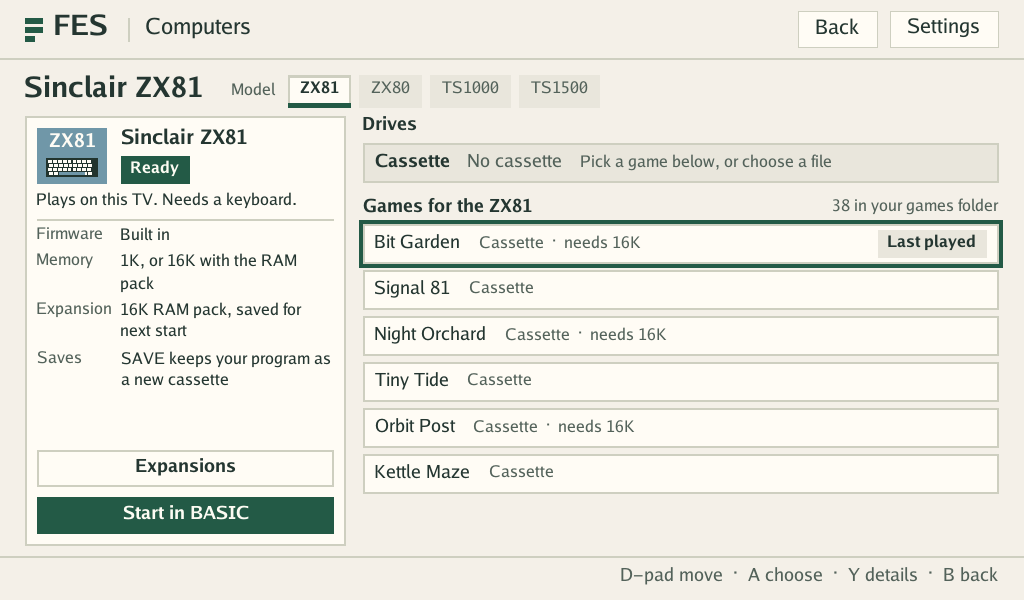 FES
Computers
Back
Settings
Sinclair ZX81
Model
ZX81
ZX80
TS1000
TS1500
ZX81
Sinclair ZX81
Ready
Plays on this TV. Needs a keyboard.
Firmware Built in
Memory 1K, or 16K with the RAM
pack
Expansion 16K RAM pack, saved for
next start
Saves SAVE keeps your program as
a new cassette
Expansions
Start in BASIC
Drives
Cassette No cassette Pick a game below, or choose a file
Games for the ZX81 38 in your games folder
Bit Garden Cassette · needs 16K Last played
Signal 81 Cassette
Night Orchard Cassette · needs 16K
Tiny Tide Cassette
Orbit Post Cassette · needs 16K
Kettle Maze Cassette
D–pad move · A choose · Y details · B back